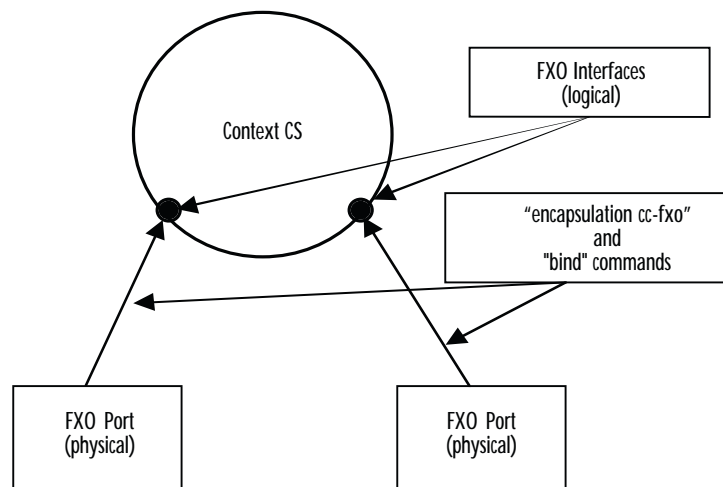 Context CS
FXO Interfaces
(logical)
“encapsulation cc-fxo”
and
"bind" commands
FXO Port
(physical)
FXO Port
(physical)